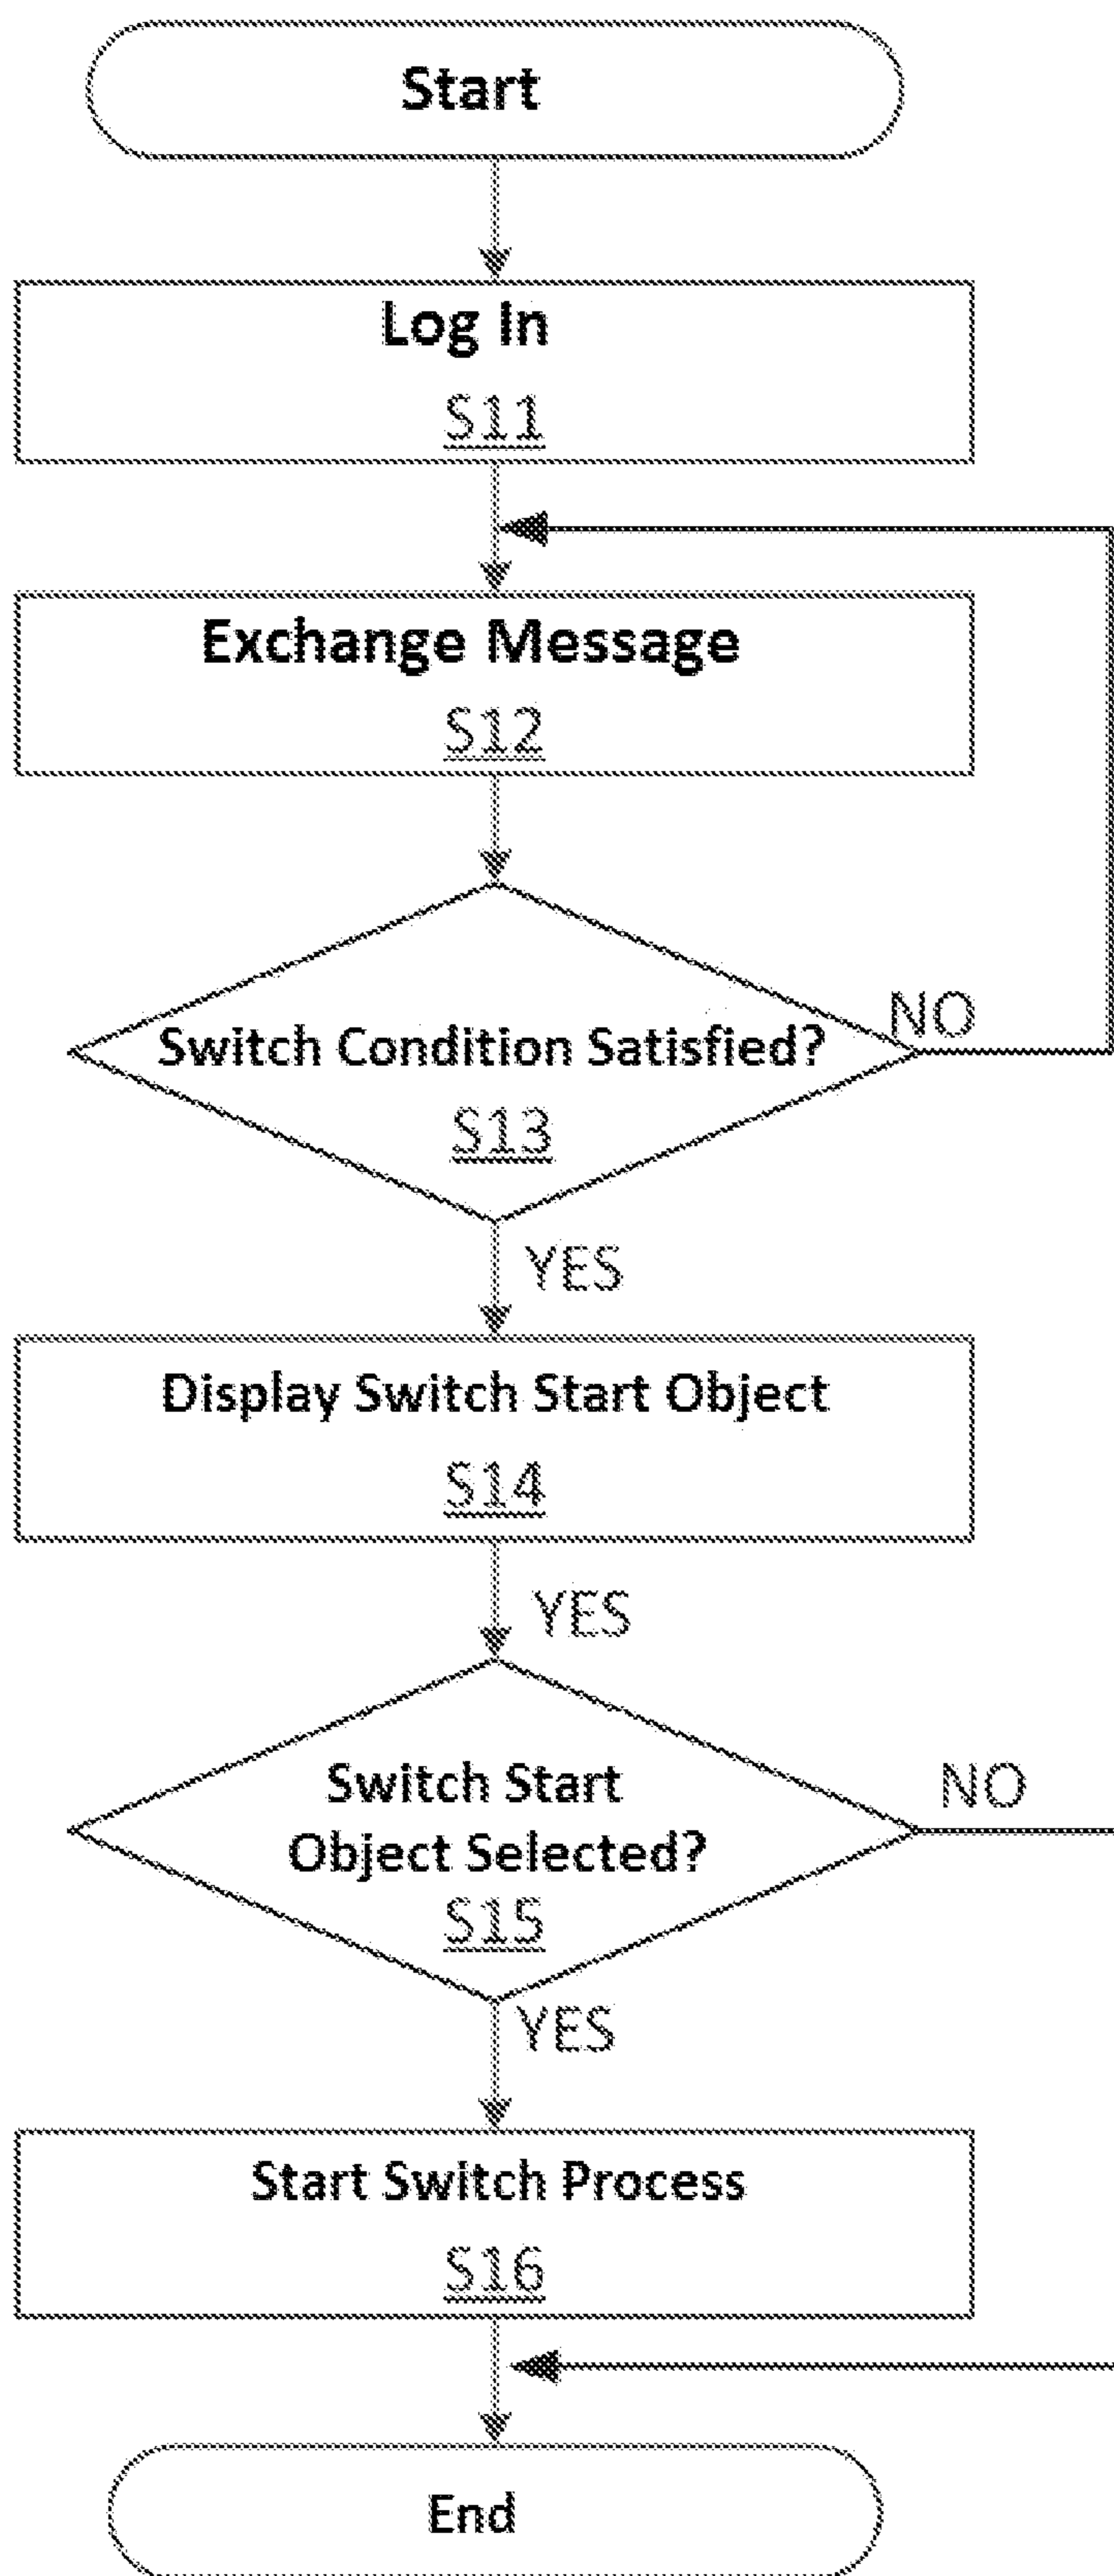 Start
Log In
S11
Exchange Message
S12
Switch Condition Satisfied?
NO
S13
YES
Display Switch Start Object
S14
YES
Switch Start
Object Selected?
NO
S15
YES
Start Switch Process
S16
End